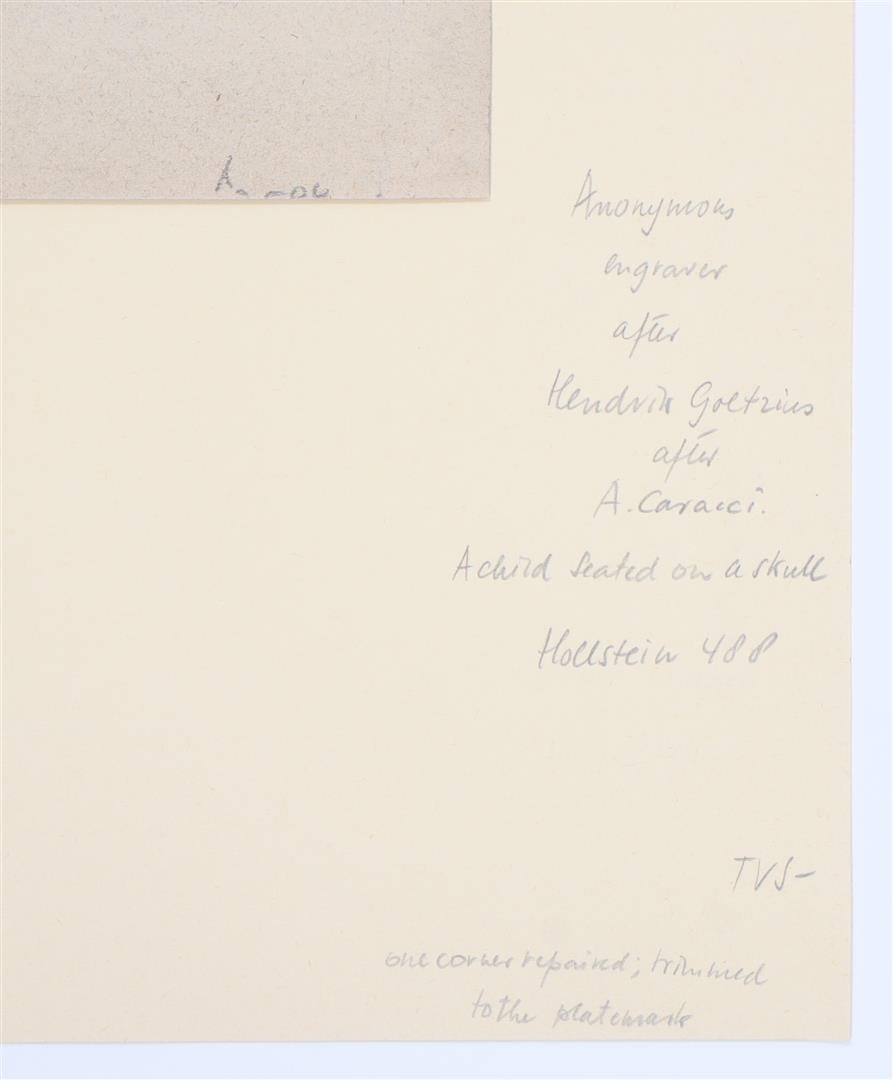 Anonymous
engraver
after
Hendrik Goltzius
after
A. Caracci.
A child seated on a skull
Hollstein 488
TVS-
one corner repaired; trimmed
to the platemark